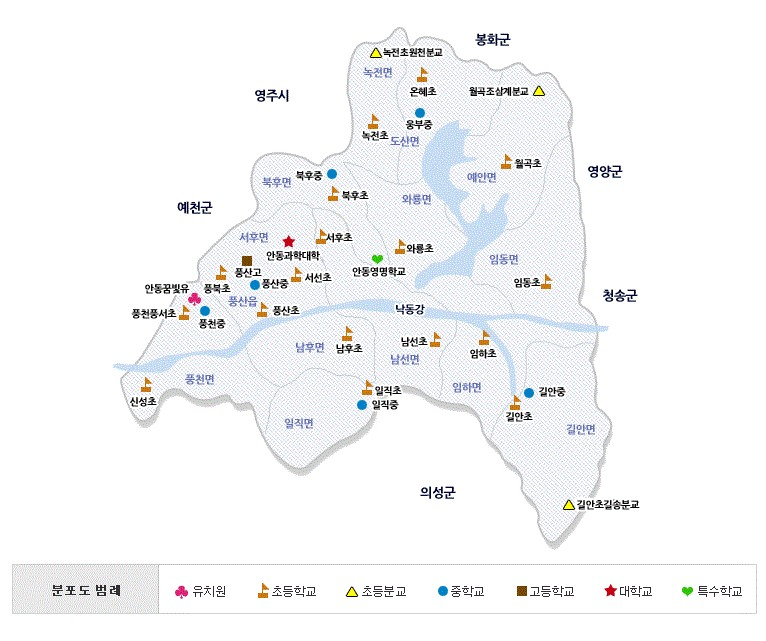 봉화군
녹전초원천분교
녹전면
온혜초
월곡초삼계분교
영주시
웅부중
녹전초
도산면
월곡초
영양군
북후중
북후면
예안면
북후초
와룡면
예천군
서후면
서후초
와룡초
안동과학대학
임동면
풍산고
안동영명학교
풍북초
풍산중
서선초
임동초
안동꿈빛유
풍산읍
청송군
풍천풍서초
풍산초
낙동강
풍천중
남후면
남후초
남선초
임하초
남선면
풍천면
신성초
일직초
임하면
길안중
일직중
길안초
일직면
길안면
의성군
길안초길송분교
분포도 범례
유치원
초등학교
초등분교
중학교
고등학교
대학교
특수학교